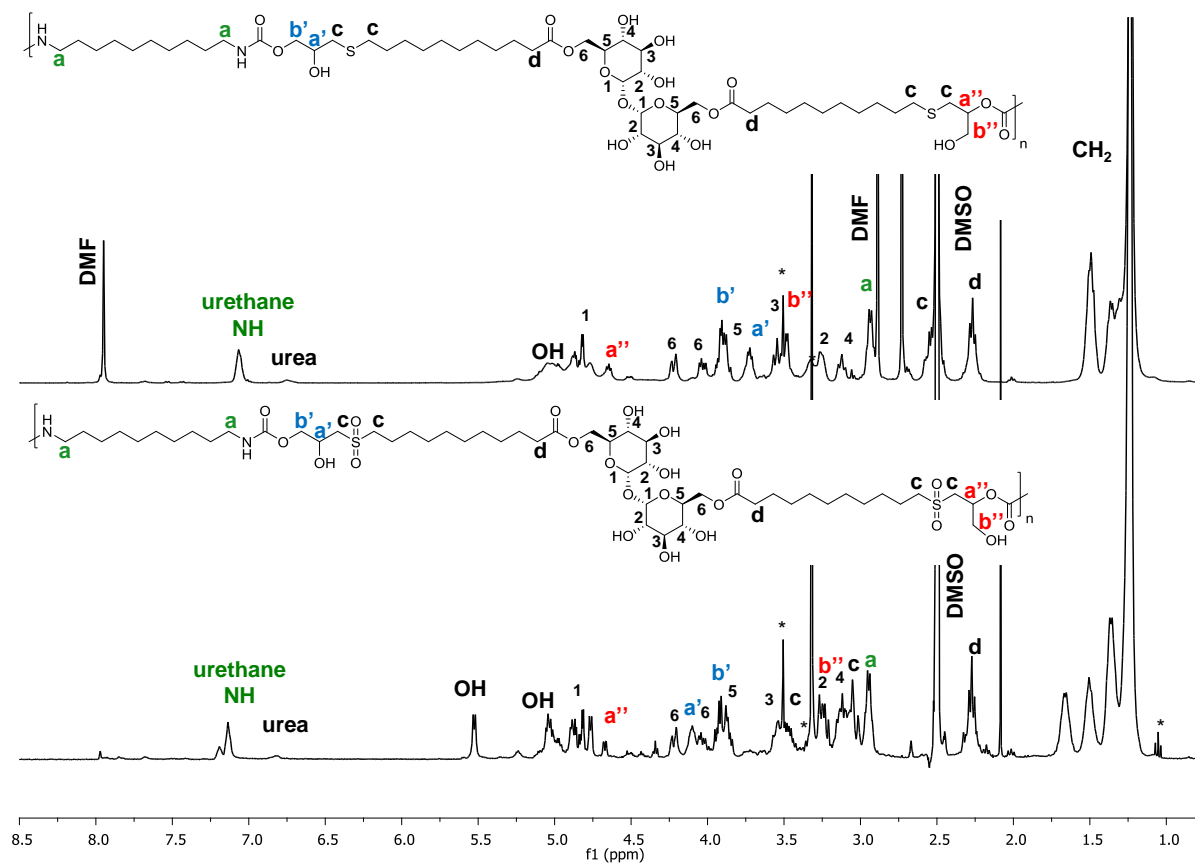 H
N
a
a
N
H
O
O
b’
a’
OH
c
S
c
d
O
O
6
5
HO
4
OH
3
OH
2
OH
O
1
O
1
O
5
6
O
O
2
HO
HO
3
OH
4
OH
d
c
S
c
a’’
O
b’’
HO
O
n
CH2
DMF
urethane
NH
urea
OH
1
a’’
6
6
b’
5
a’
3
*
b’’
*
2
4
a
DMF
c
DMSO
d
H
N
a
a
N
H
O
O
b’
a’
OH
c
O
S
O
c
d
O
O
6
5
HO
4
OH
3
OH
2
OH
O
1
O
1
O
5
6
O
O
2
HO
HO
3
OH
4
OH
d
c
O
S
O
c
a’’
O
b’’
OH
O
n
urethane
NH
urea
OH
OH
1
a’’
6
a’
6
b’
5
3
*
c
*
b’’
2
4
c
a
DMSO
d
*
8.5 8.0 7.5 7.0 6.5 6.0 5.5 5.0 4.5 4.0 3.5 3.0 2.5 2.0 1.5 1.0
f1 (ppm)